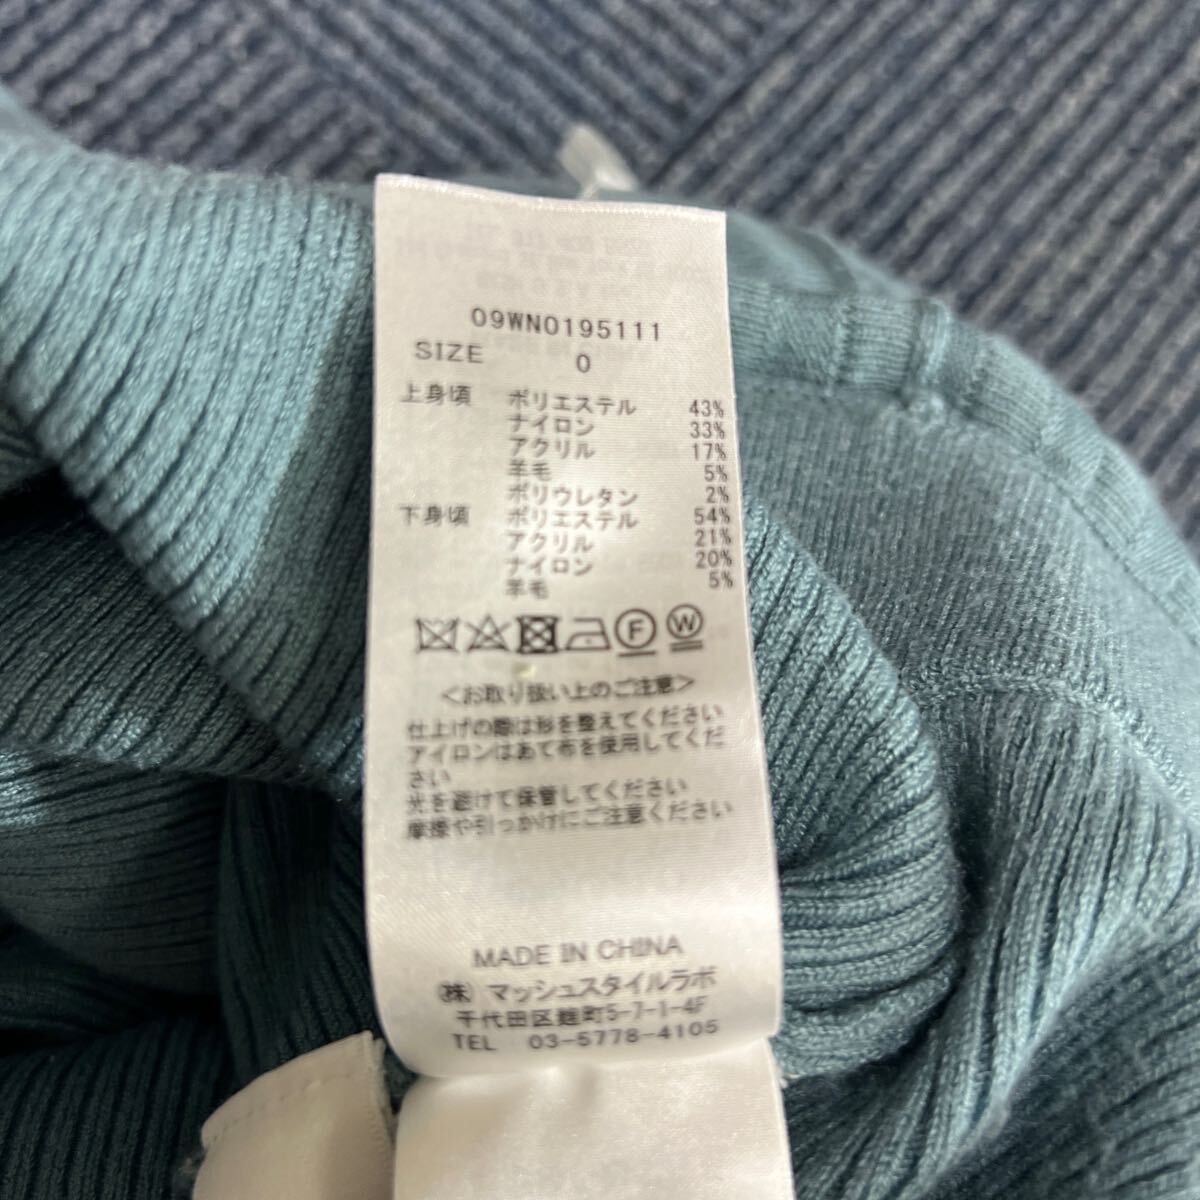 09WN0195111
SIZE 0
上身頃 ポリエステル 43%
ナイロン 33%
アクリル 17%
羊毛 5%
ポリウレタン 2%
下身頃 ポリエステル 54%
アクリル 21%
ナイロン 20%
羊毛 5%
F W
<お取り扱い上のご注意>
仕上げの際は形を整えてください
アイロンはあて布を使用してくだ
さい
光を避けて保管してください
摩擦や引っかけにご注意ください
MADE IN CHINA
㈱ マッシュスタイルラボ
千代田区麹町5-7-1-4F
TEL 03-5778-4105